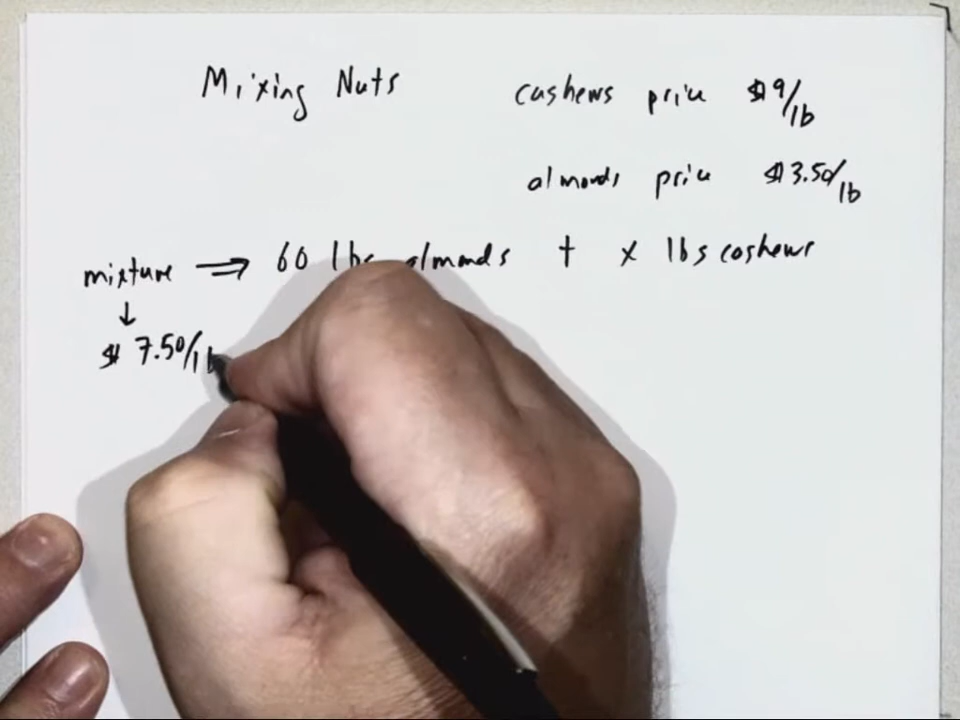 Mixing Nuts
cashews price $9/lb
almonds price $3.50/lb
mixture ⇒ 60 lbs almonds + x lbs cashews
↓
$7.50/lb